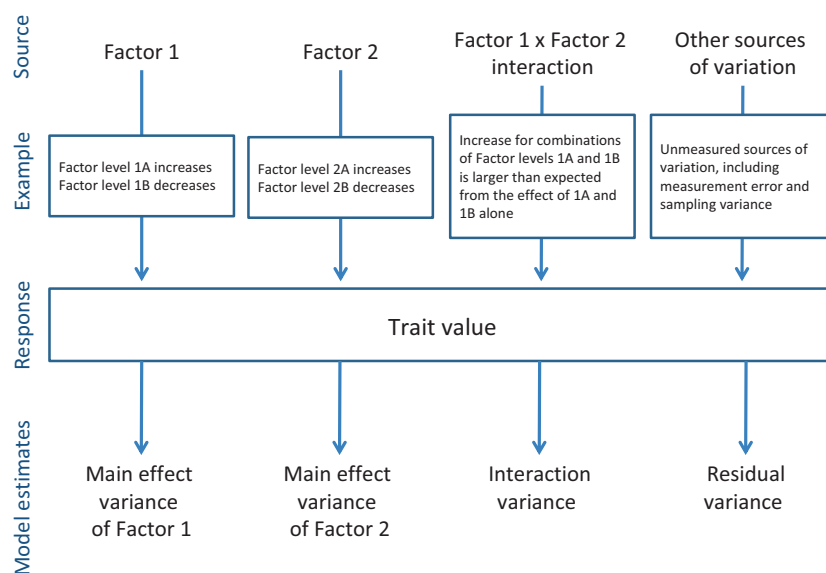 Source
Factor 1
Factor 2
Factor 1 x Factor 2
interaction
Other sources
of variation
Example
Factor level 1A increases
Factor level 1B decreases
Factor level 2A increases
Factor level 2B decreases
Increase for combinations
of Factor levels 1A and 1B
is larger than expected
from the effect of 1A and
1B alone
Unmeasured sources of
variation, including
measurement error and
sampling variance
Response
Trait value
Model estimates
Main effect
variance
of Factor 1
Main effect
variance
of Factor 2
Interaction
variance
Residual
variance